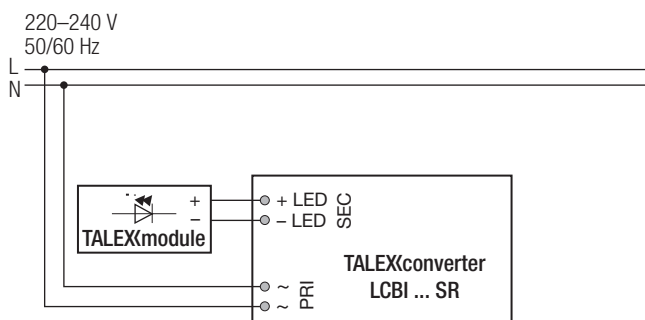 220–240 V
50/60 Hz
L
N
+
–
TALEXXmodule
+ LED
– LED
SEC
TALEXXconverter
LCBI ... SR
~
~
PRI